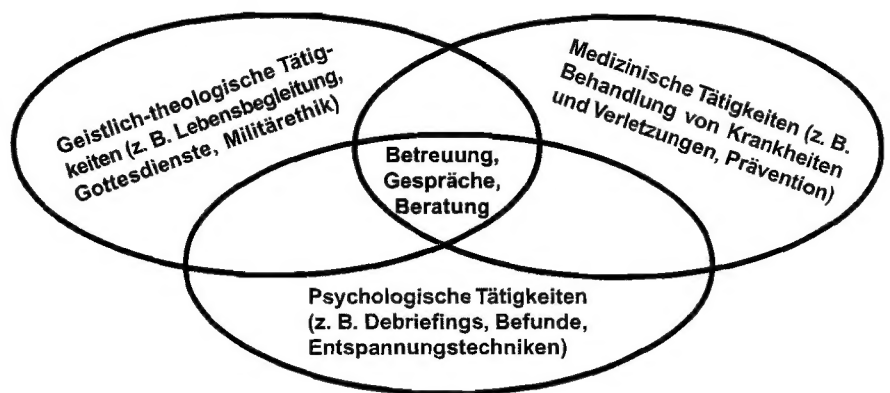 Geistlich-theologische Tätig-
keiten (z. B. Lebensbegleitung,
Gottesdienste, Militärethik)
Medizinische Tätigkeiten (z. B.
Behandlung von Krankheiten
und Verletzungen, Prävention)
Betreuung,
Gespräche,
Beratung
Psychologische Tätigkeiten
(z. B. Debriefings, Befunde,
Entspannungstechniken)